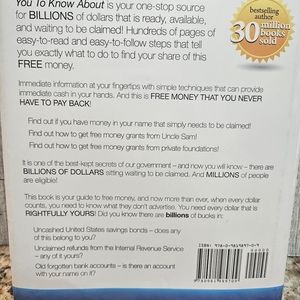 You To Know About is your one-stop source
for BILLIONS of dollars that is ready, available,
and waiting to be claimed! Hundreds of pages of
easy-to-read and easy-to-follow steps that tell
you exactly what to do to find your share of this
FREE money.
bestselling
author
30 million
books
sold
Immediate information at your fingertips with simple techniques that can provide
immediate cash in your hands. And this is FREE MONEY THAT YOU NEVER
HAVE TO PAY BACK!
Find out if you have money in your name that simply needs to be claimed!
Find out how to get free money grants from Uncle Sam!
Find out how to get free money grants from private foundations!
It is one of the best-kept secrets of our government – and now you will know – there are
BILLIONS OF DOLLARS sitting waiting to be claimed. And MILLIONS of people
are eligible!
This book is your guide to free money, and now more than ever, when every dollar
counts, you need to know what they don't advertise. You need every dollar that is
RIGHTFULLY YOURS! Did you know there are billions of bucks in:
Uncashed United States savings bonds – does any
of this belong to you?
Unclaimed refunds from the Internal Revenue Service
– any of it yours?
Old forgotten bank accounts – is there an account
with your name on it?
90000